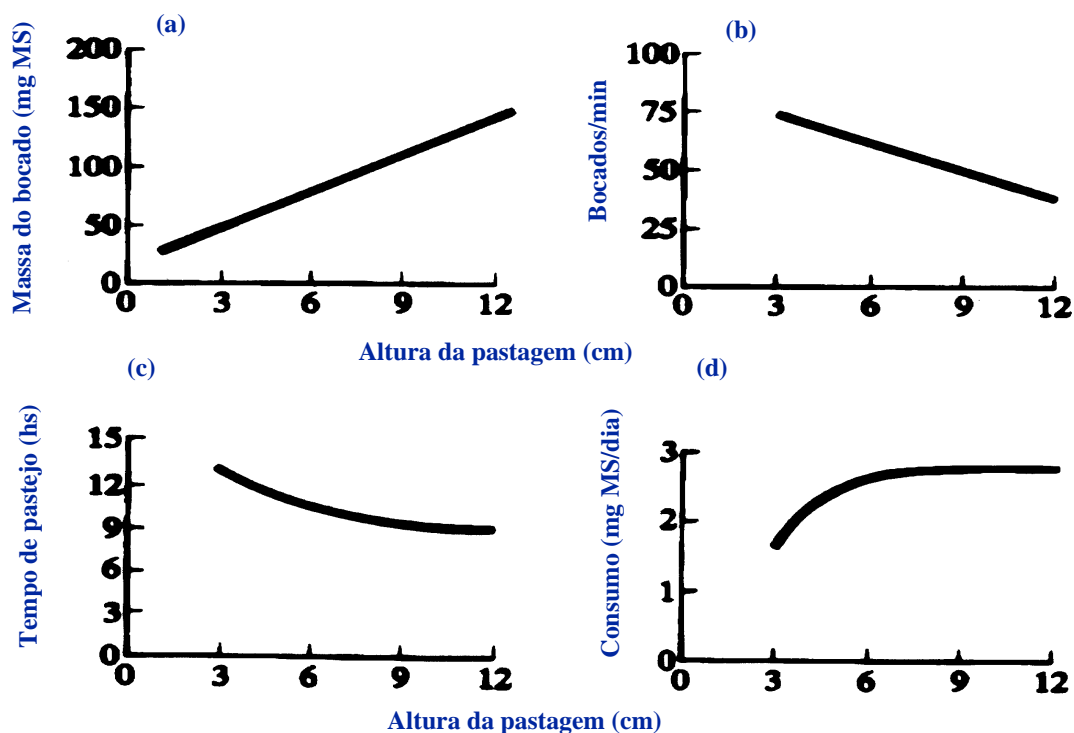 (a)
Massa do bocado (mg MS)
200
150
100
50
0
0 3 6 9 12
(b)
Bocados/min
100
75
50
25
0
0 3 6 9 12
Altura da pastagem (cm)
(c)
Tempo de pastejo (hs)
15
12
9
6
3
0
0 3 6 9 12
(d)
Consumo (mg MS/dia)
3
2
1
0
0 3 6 9 12
Altura da pastagem (cm)